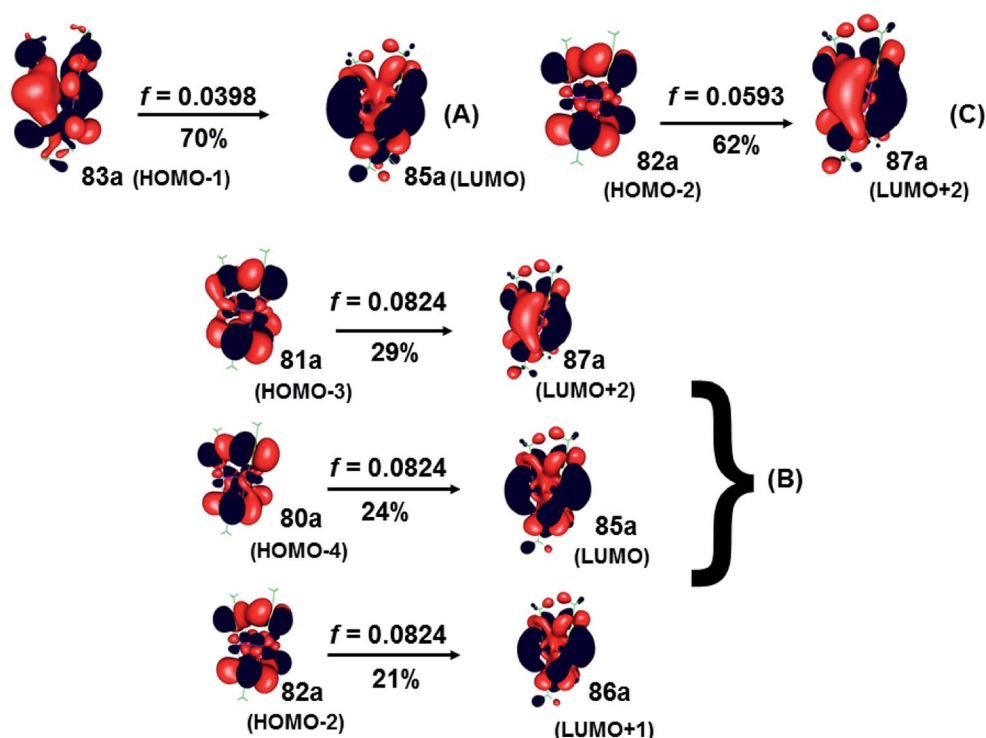 f = 0.0398
70%
83a (HOMO-1)
85a (LUMO)
(A)
f = 0.0593
62%
82a
(HOMO-2)
87a
(LUMO+2)
(C)
f = 0.0824
29%
81a
(HOMO-3)
87a
(LUMO+2)
f = 0.0824
24%
80a
(HOMO-4)
85a
(LUMO)
f = 0.0824
21%
82a
(HOMO-2)
86a
(LUMO+1)
(B)